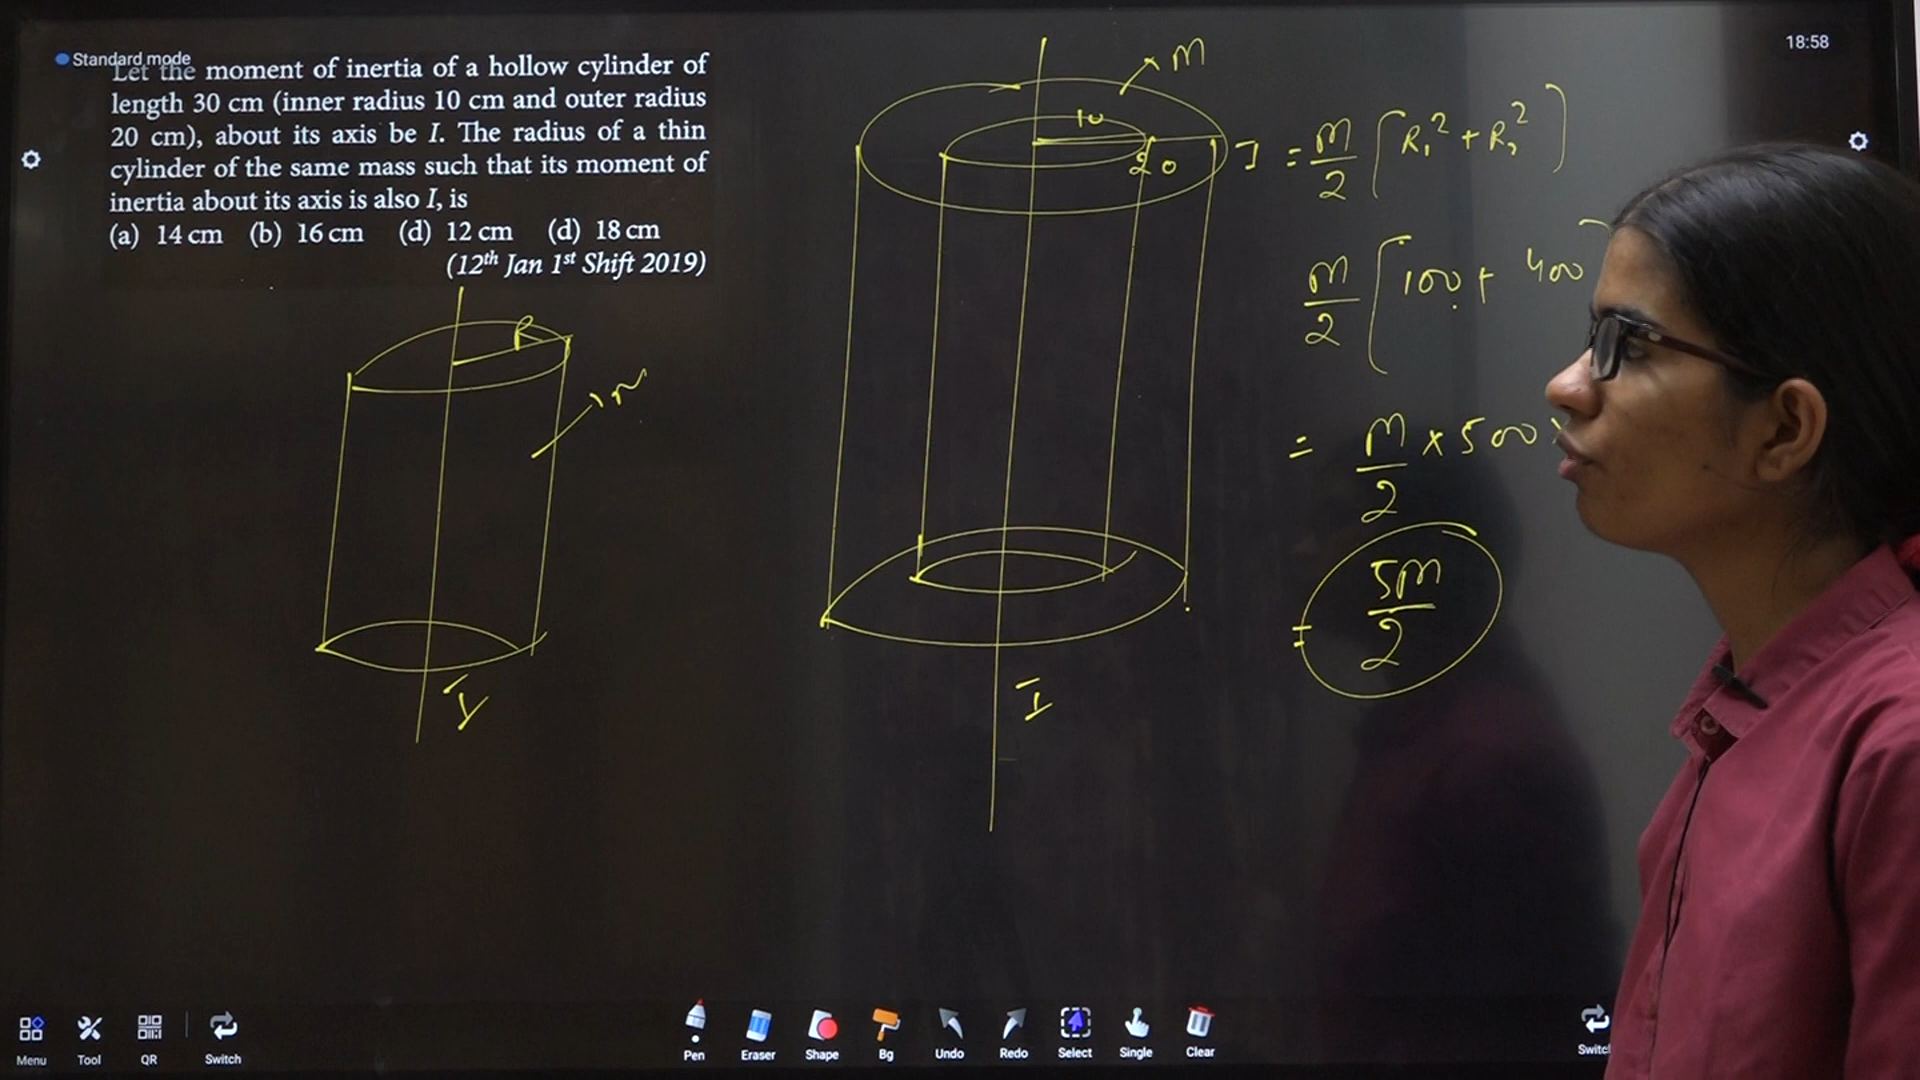 Standard mode
18:58
Let the moment of inertia of a hollow cylinder of
length 30 cm (inner radius 10 cm and outer radius
20 cm), about its axis be I. The radius of a thin
cylinder of the same mass such that its moment of
inertia about its axis is also I, is
(a) 14 cm (b) 16 cm (d) 12 cm (d) 18 cm
(12th Jan 1st Shift 2019)
R
I
M
10
20
I
I = M/2 [R₁² + R₂²]
M/2 [100 + 400
= M/2 × 500
= 5M/2
Menu
Tool
QR
Switch
Pen
Eraser
Shape
Bg
Undo
Redo
Select
Single
Clear